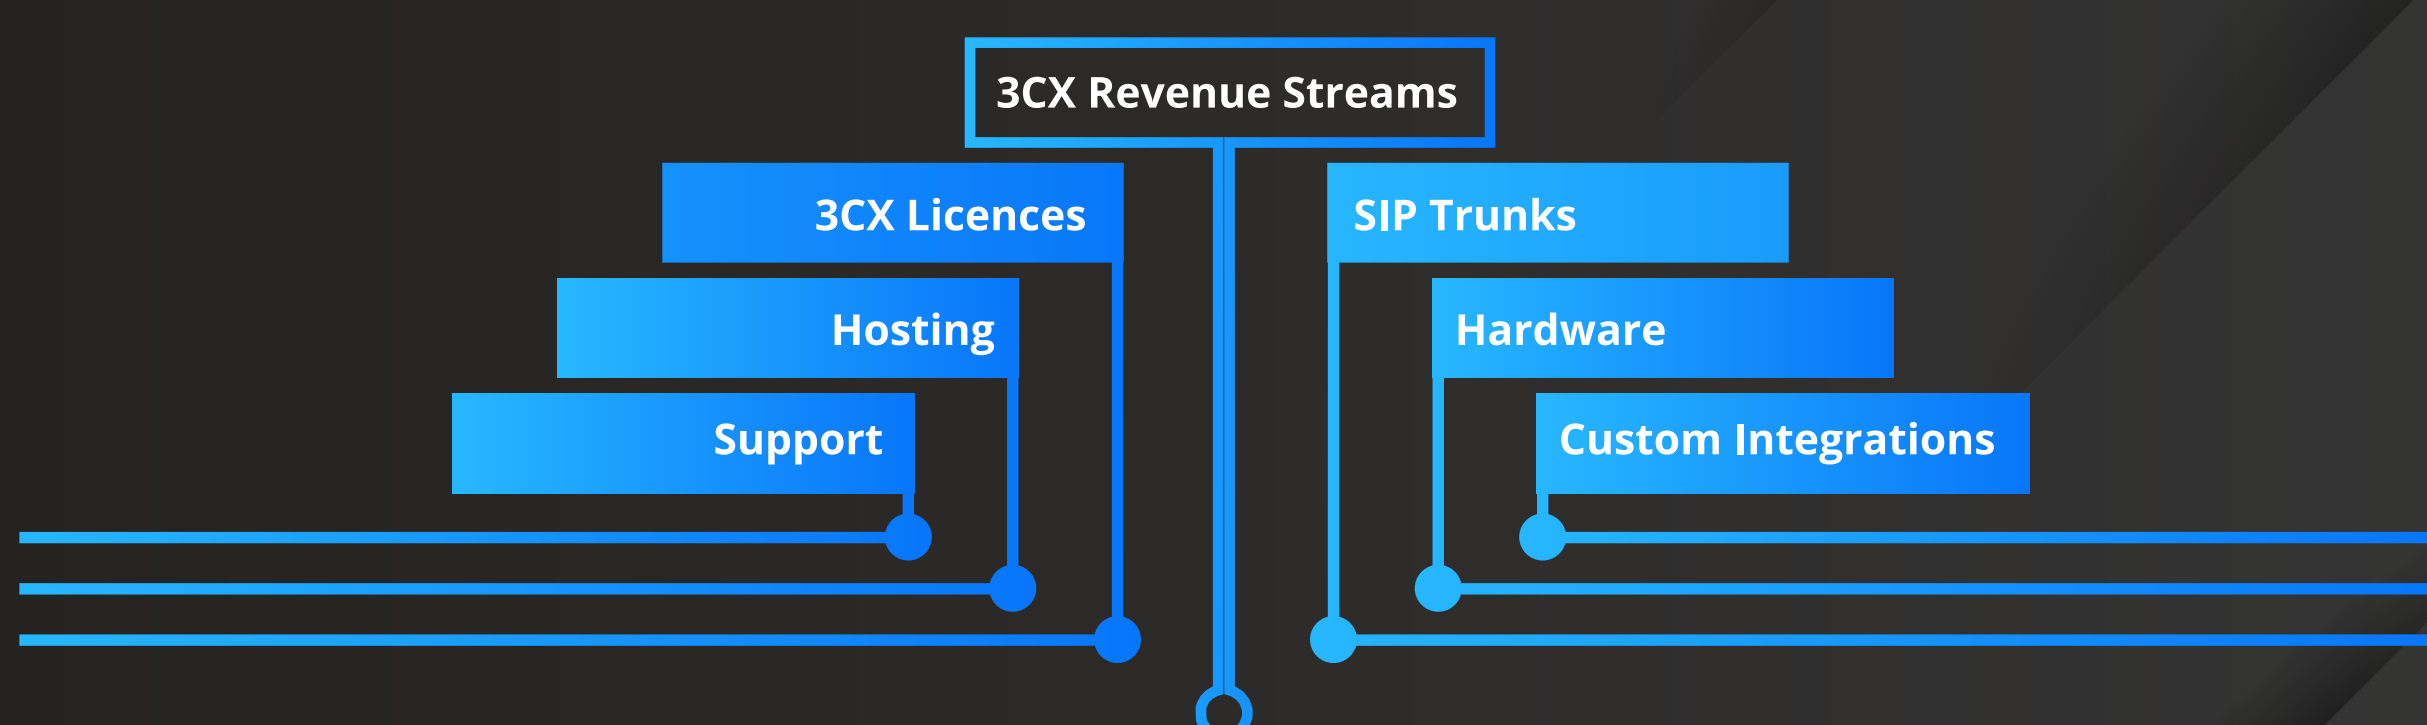 3CX Revenue Streams
3CX Licences
SIP Trunks
Hosting
Hardware
Support
Custom Integrations